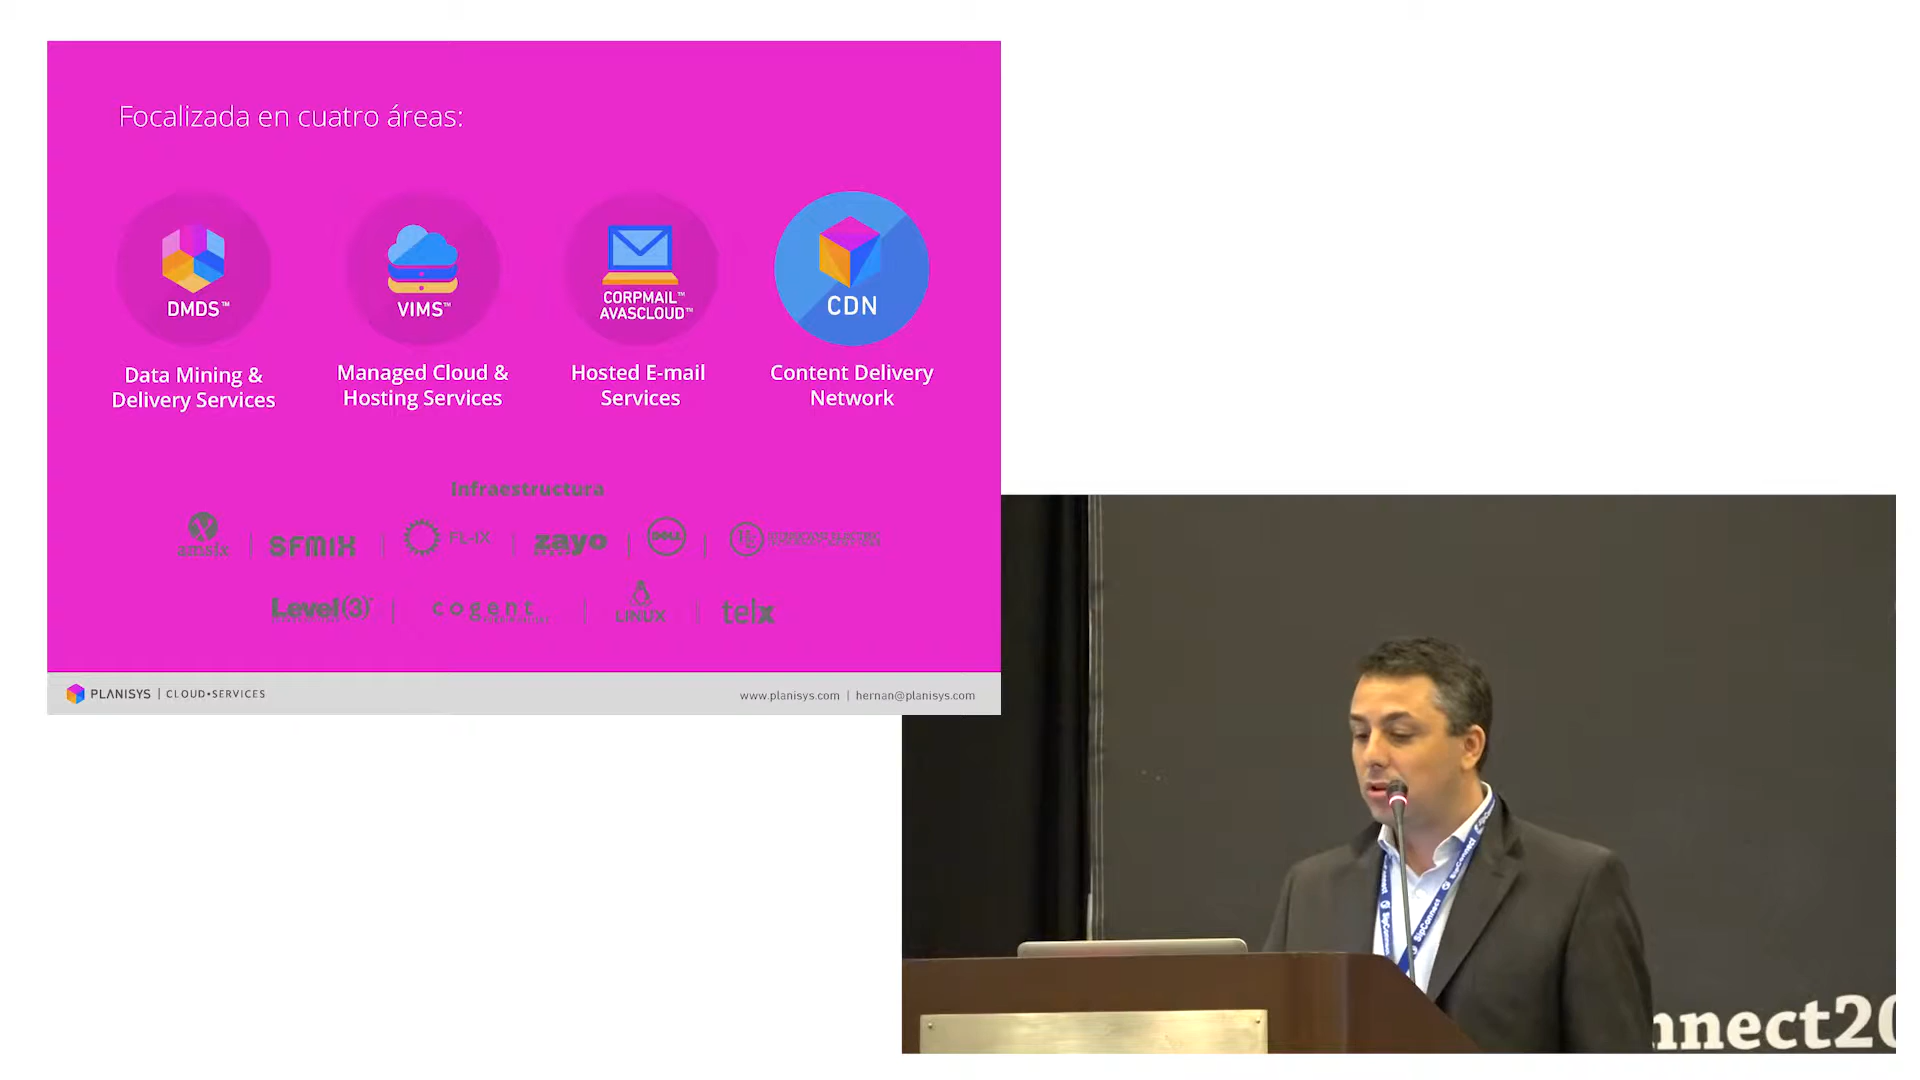 Focalizada en cuatro áreas:
DMDS™
VIMS™
CORPMAIL™
AVASCLOUD™
CDN
Data Mining &
Delivery Services
Managed Cloud &
Hosting Services
Hosted E-mail
Services
Content Delivery
Network
Infraestructura
amsix
SFMIX
FL-IX
zayo
DELL
Level(3)
cogent
LINUX
telx
PLANISYS | CLOUD•SERVICES
www.planisys.com | hernan@planisys.com
SipConnect
SipConnect
nnect20